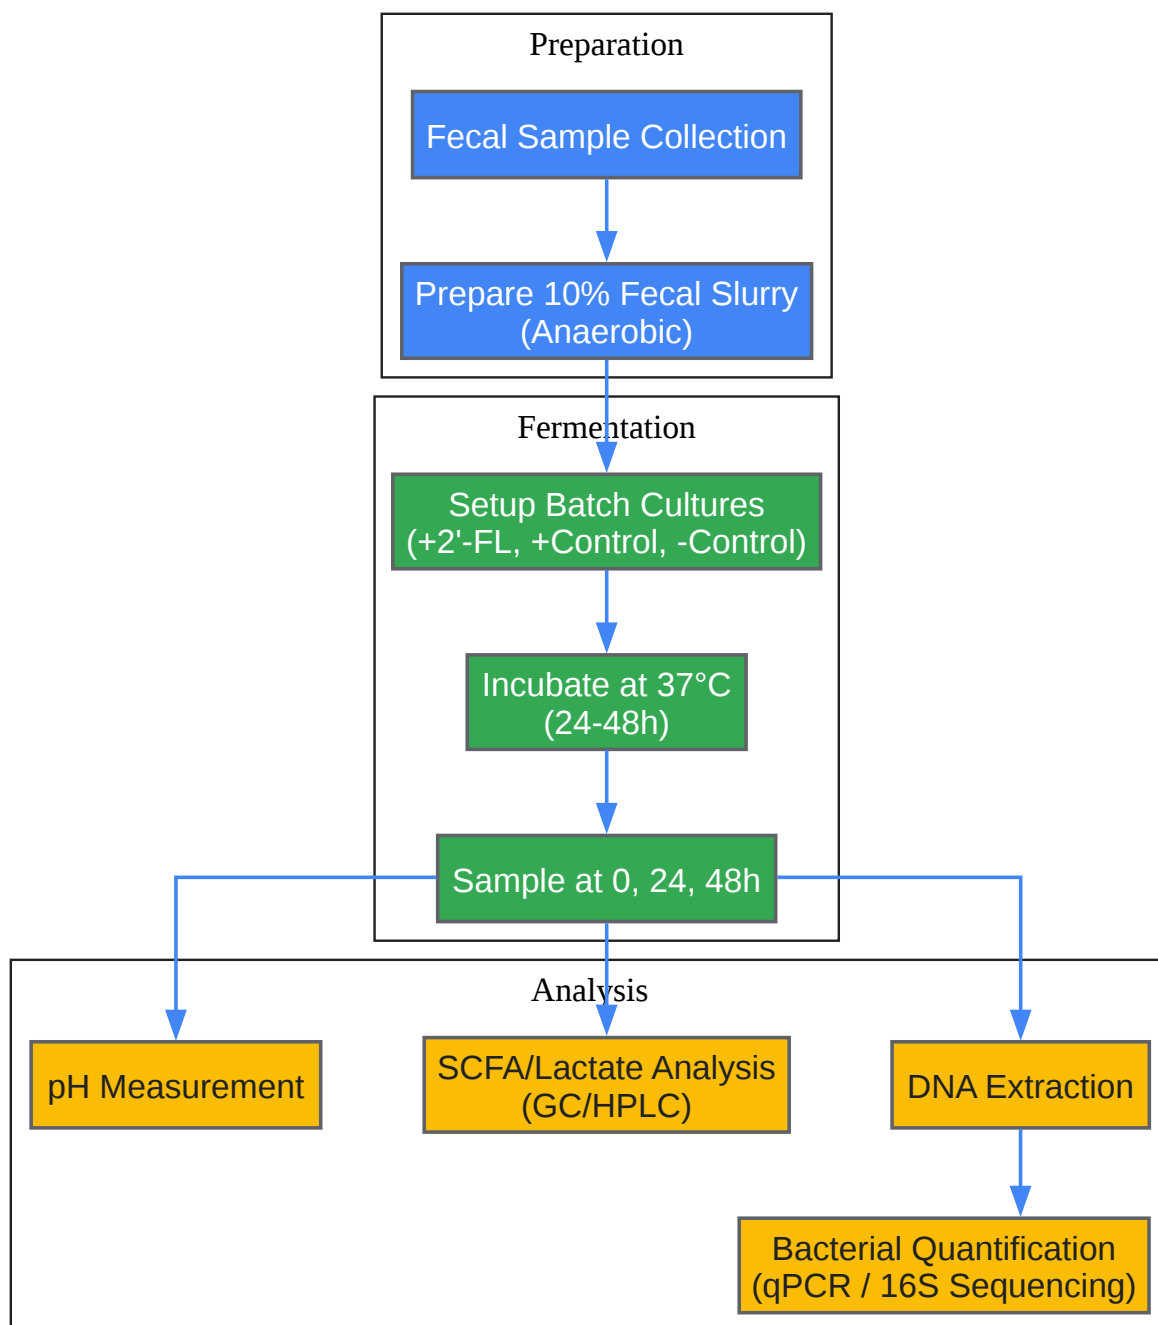 Preparation
Fecal Sample Collection
Prepare 10% Fecal Slurry
(Anaerobic)
Fermentation
Setup Batch Cultures
(+2'-FL, +Control, -Control)
Incubate at 37°C
(24-48h)
Sample at 0, 24, 48h
Analysis
pH Measurement
SCFA/Lactate Analysis
(GC/HPLC)
DNA Extraction
Bacterial Quantification
(qPCR / 16S Sequencing)